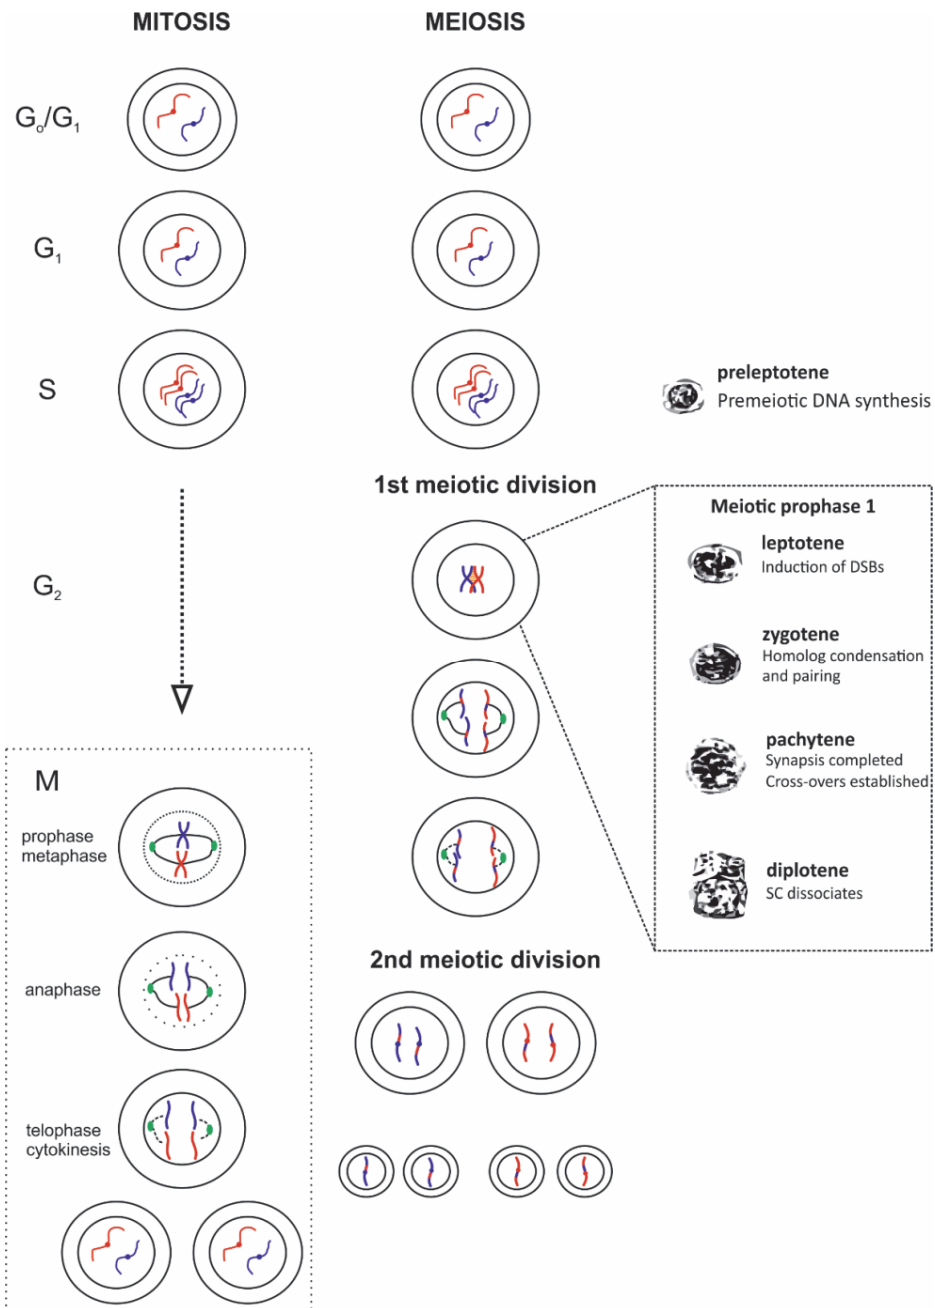 MITOSIS
MEIOSIS
Go/G1
G1
S
preleptotene
Premeiotic DNA synthesis
1st meiotic division
Meiotic prophase 1
leptotene
Induction of DSBs
G2
zygotene
Homolog condensation
and pairing
pachytene
Synapsis completed
Cross-overs established
M
prophase
metaphase
diplotene
SC dissociates
2nd meiotic division
anaphase
telophase
cytokinesis